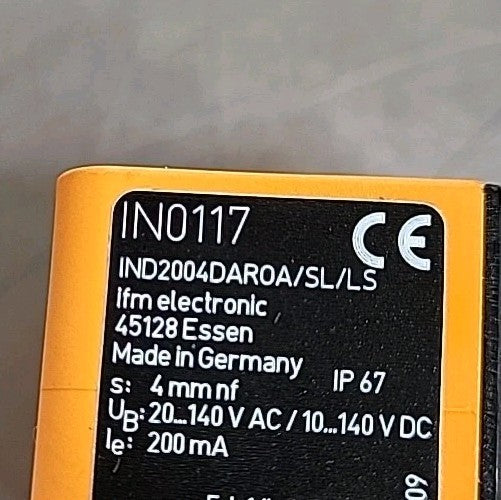 IN0117
CE
IND2004DAROA/SL/LS
ifm electronic
45128 Essen
Made in Germany IP 67
s: 4 mm nf
UB: 20...140 V AC / 10...140 V DC
Ie: 200 mA
09